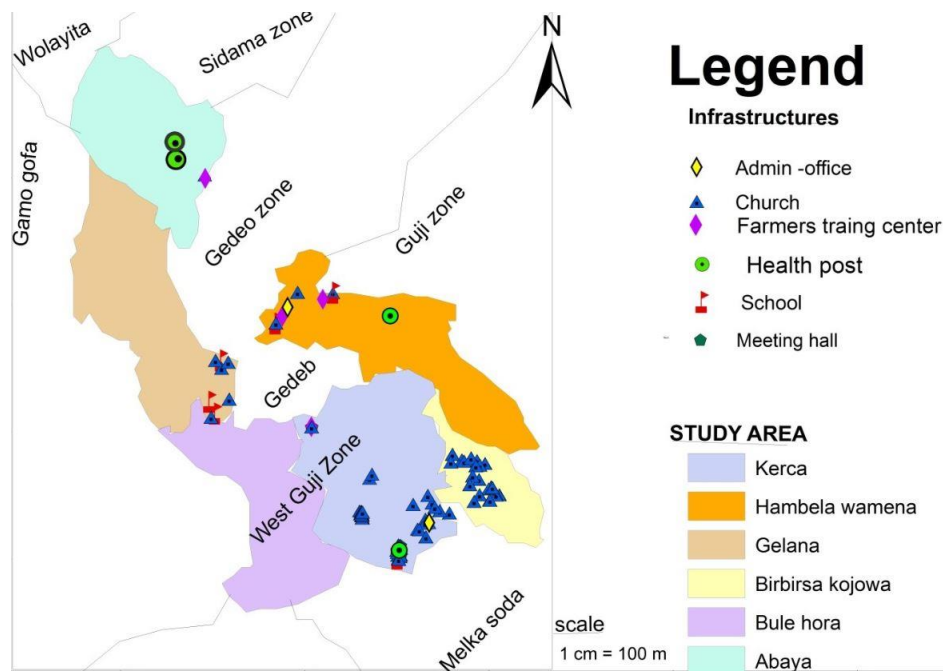 Wolayita
Sidama zone
Gamo gofa
Gedeo zone
Guji zone
Gedeb
West Guji Zone
Melka soda
N
scale
1 cm = 100 m
Legend
Infrastructures
Admin -office
Church
Farmers traing center
Health post
School
Meeting hall
STUDY AREA
Kerca
Hambela wamena
Gelana
Birbirsa kojowa
Bule hora
Abaya